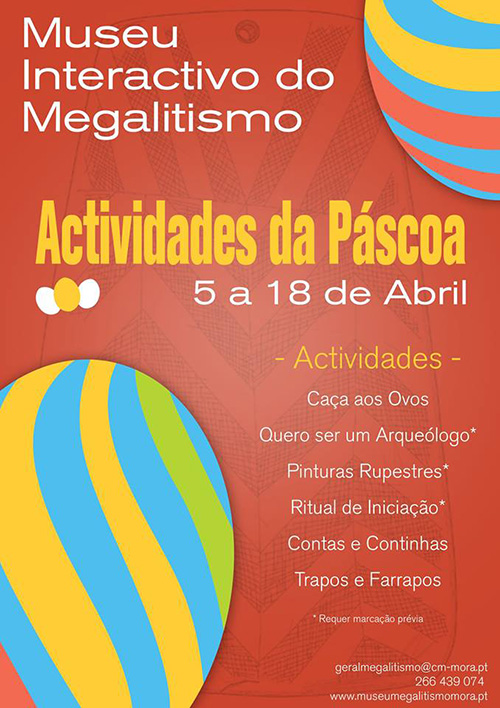 Museu
Interactivo do
Megalitismo
Actividades da Páscoa
5 a 18 de Abril
- Actividades -
Caça aos Ovos
Quero ser um Arqueólogo*
Pinturas Rupestres*
Ritual de Iniciação*
Contas e Continhas
Trapos e Farrapos
* Requer marcação prévia
geralmegalitismo@cm-mora.pt
266 439 074
www.museumegalitismomora.pt